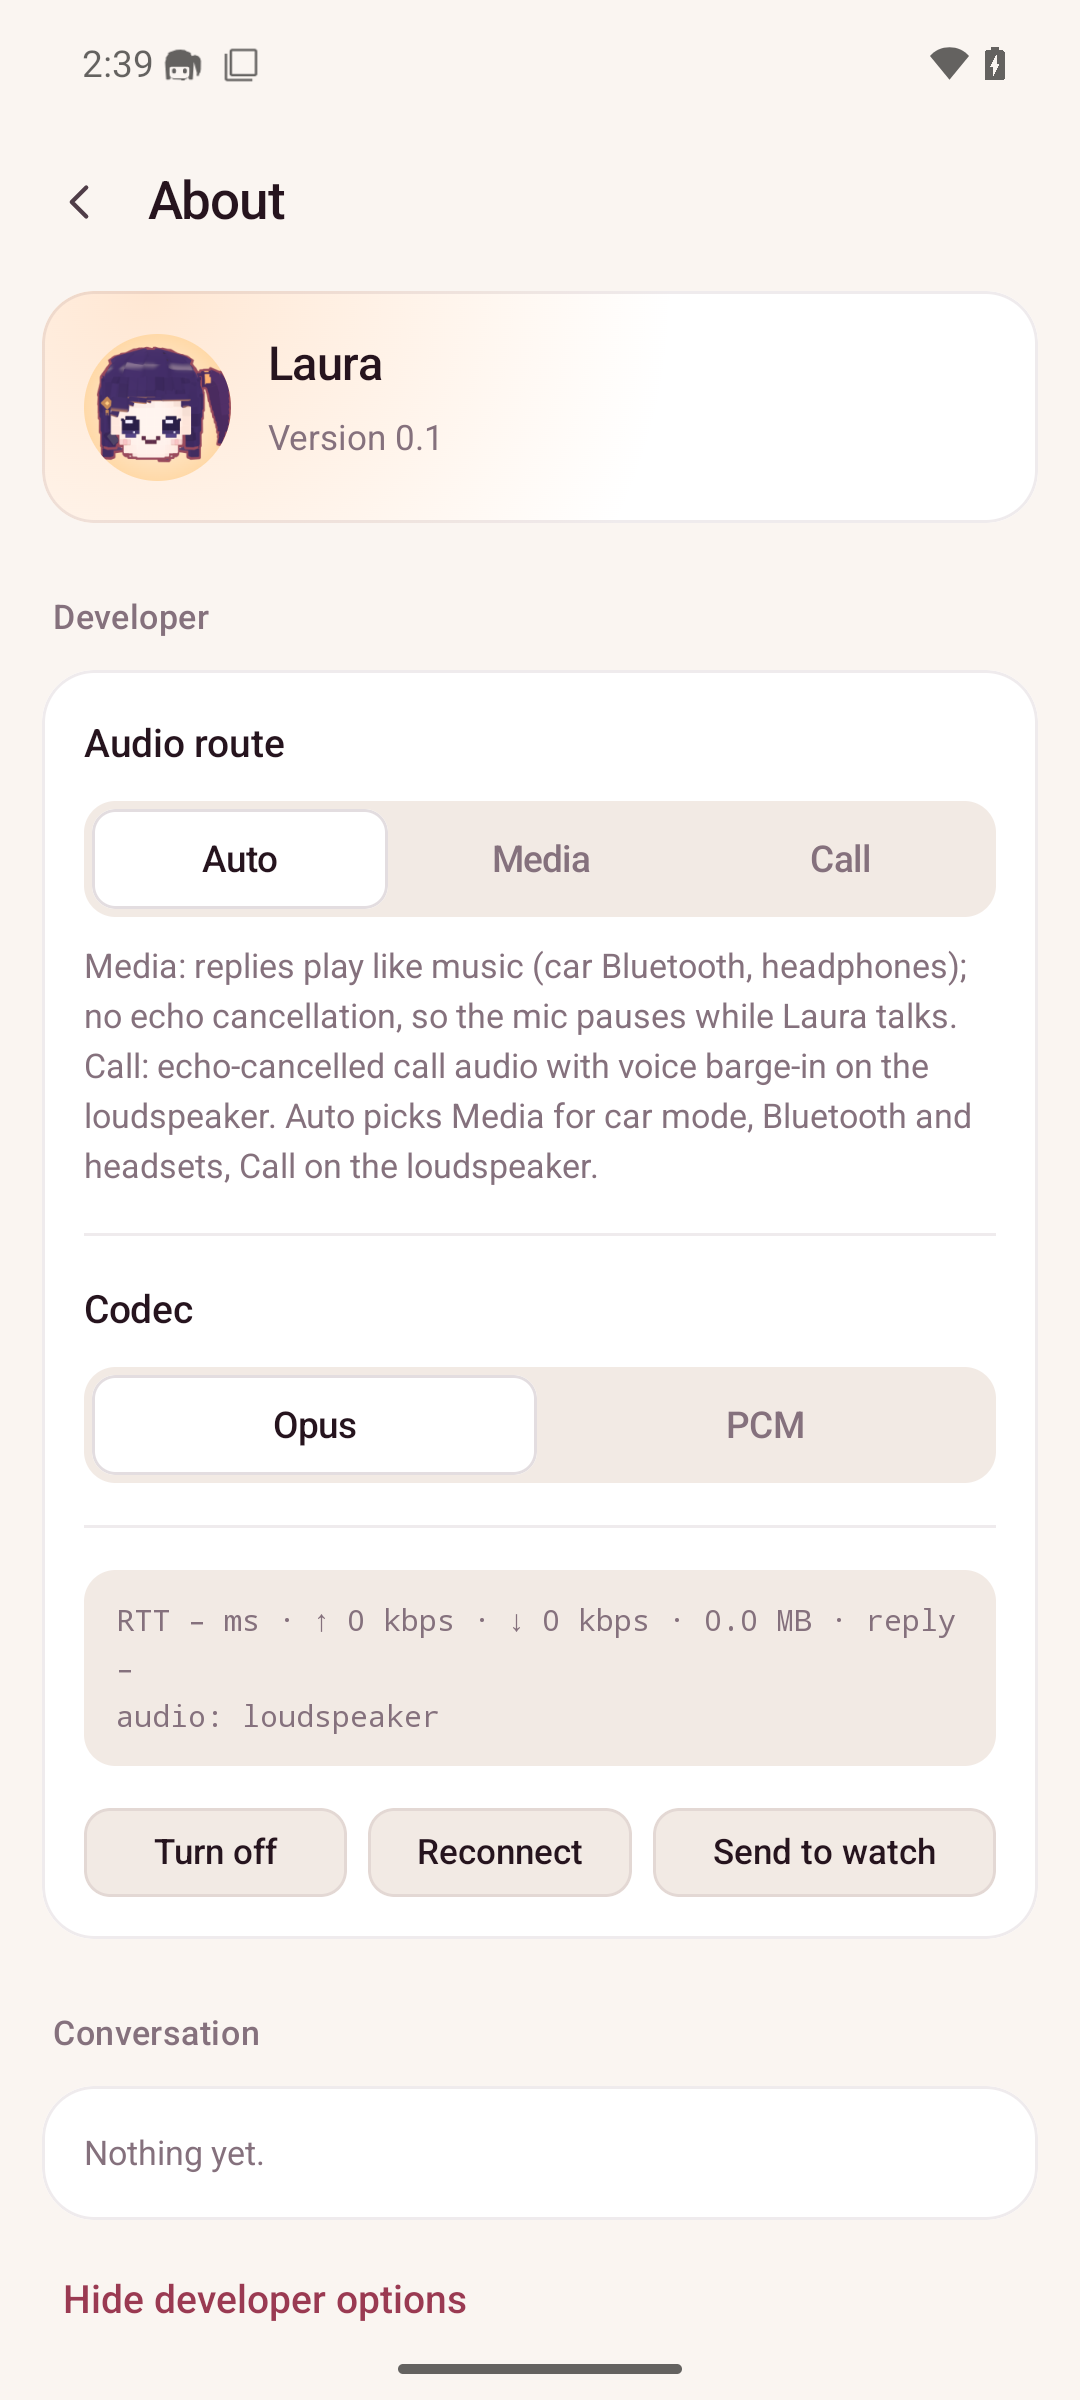 2:39
About
Laura
Version 0.1
Developer
Audio route
Auto
Media
Call
Media: replies play like music (car Bluetooth, headphones);
no echo cancellation, so the mic pauses while Laura talks.
Call: echo-cancelled call audio with voice barge-in on the
loudspeaker. Auto picks Media for car mode, Bluetooth and
headsets, Call on the loudspeaker.
Codec
Opus
PCM
RTT – ms · ↑ 0 kbps · ↓ 0 kbps · 0.0 MB · reply
–
audio: loudspeaker
Turn off
Reconnect
Send to watch
Conversation
Nothing yet.
Hide developer options